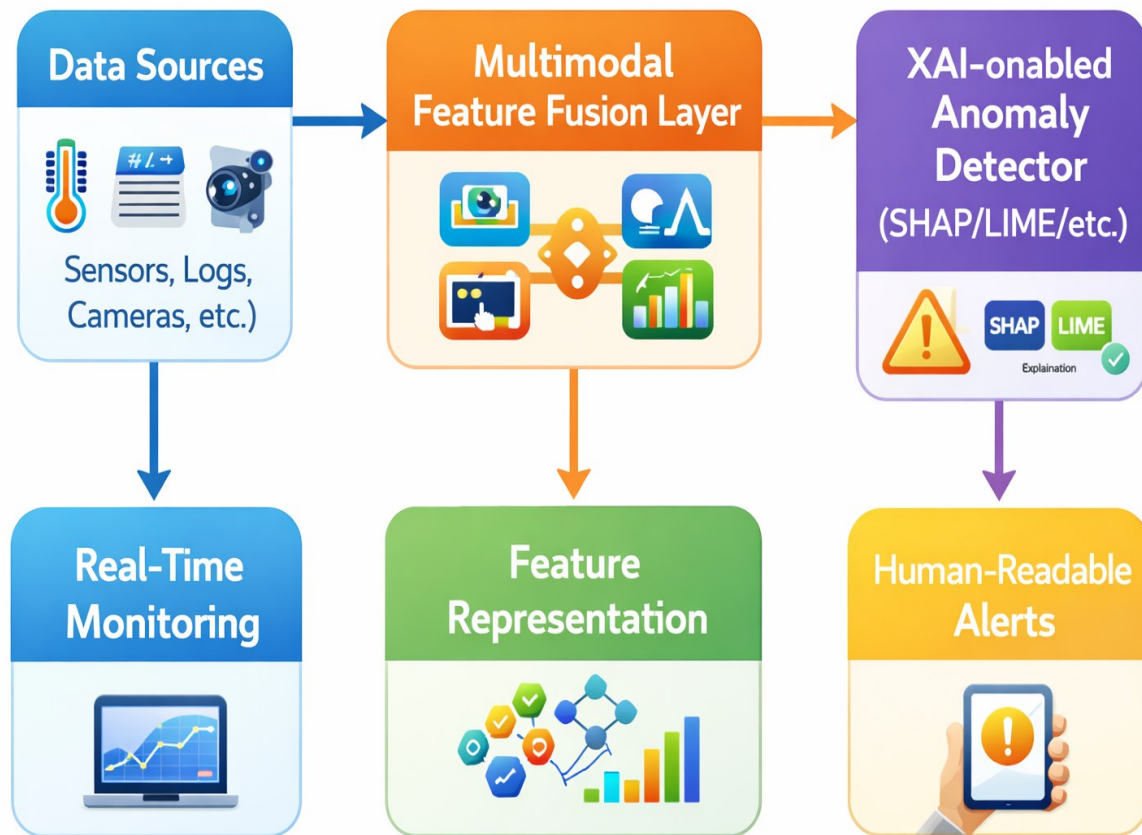 Data Sources
#/. +
Sensors, Logs,
Cameras, etc.)
Multimodal
Feature Fusion Layer
XAI-onabled
Anomaly
Detector
(SHAP/LIME/etc.)
SHAP
LIME
Explaination
Real-Time
Monitoring
Feature
Representation
Human-Readable
Alerts